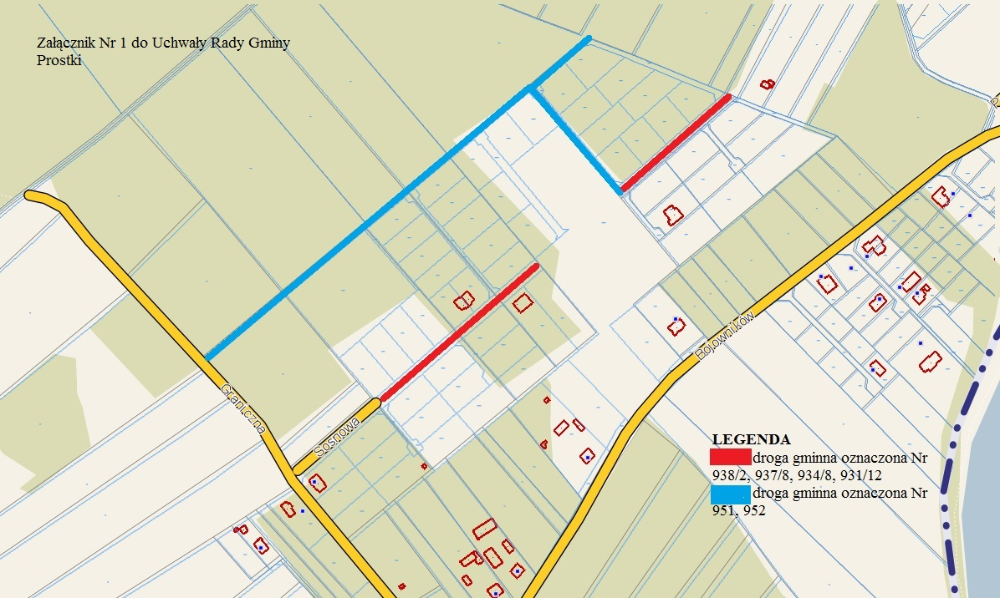 Załącznik Nr 1 do Uchwały Rady Gminy
Prostki
Bojowników
Graniczna
Sosnowa
LEGENDA
droga gminna oznaczona Nr
938/2, 937/8, 934/8, 931/12
droga gminna oznaczona Nr
951, 952